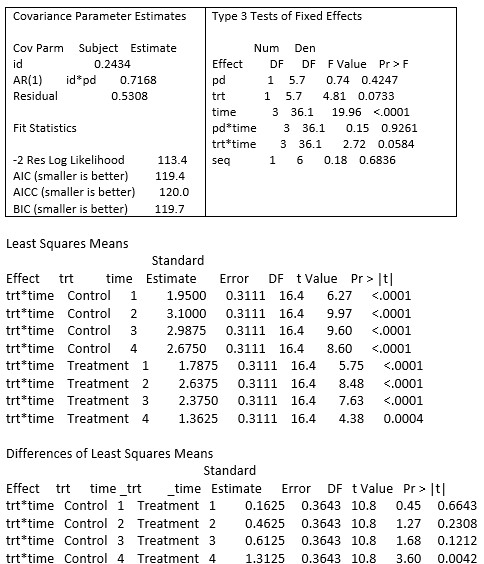 Covariance Parameter Estimates
Cov Parm Subject Estimate
id 0.2434
AR(1) id*pd 0.7168
Residual 0.5308
Fit Statistics
-2 Res Log Likelihood 113.4
AIC (smaller is better) 119.4
AICC (smaller is better) 120.0
BIC (smaller is better) 119.7
Type 3 Tests of Fixed Effects
Num Den
Effect DF DF F Value Pr > F
pd 1 5.7 0.74 0.4247
trt 1 5.7 4.81 0.0733
time 3 36.1 19.96 <.0001
pd*time 3 36.1 0.15 0.9261
trt*time 3 36.1 2.72 0.0584
seq 1 6 0.18 0.6836
Least Squares Means
Standard
Effect trt time Estimate Error DF t Value Pr > |t|
trt*time Control 1 1.9500 0.3111 16.4 6.27 <.0001
trt*time Control 2 3.1000 0.3111 16.4 9.97 <.0001
trt*time Control 3 2.9875 0.3111 16.4 9.60 <.0001
trt*time Control 4 2.6750 0.3111 16.4 8.60 <.0001
trt*time Treatment 1 1.7875 0.3111 16.4 5.75 <.0001
trt*time Treatment 2 2.6375 0.3111 16.4 8.48 <.0001
trt*time Treatment 3 2.3750 0.3111 16.4 7.63 <.0001
trt*time Treatment 4 1.3625 0.3111 16.4 4.38 0.0004
Differences of Least Squares Means
Standard
Effect trt time _trt _time Estimate Error DF t Value Pr > |t|
trt*time Control 1 Treatment 1 0.1625 0.3643 10.8 0.45 0.6643
trt*time Control 2 Treatment 2 0.4625 0.3643 10.8 1.27 0.2308
trt*time Control 3 Treatment 3 0.6125 0.3643 10.8 1.68 0.1212
trt*time Control 4 Treatment 4 1.3125 0.3643 10.8 3.60 0.0042